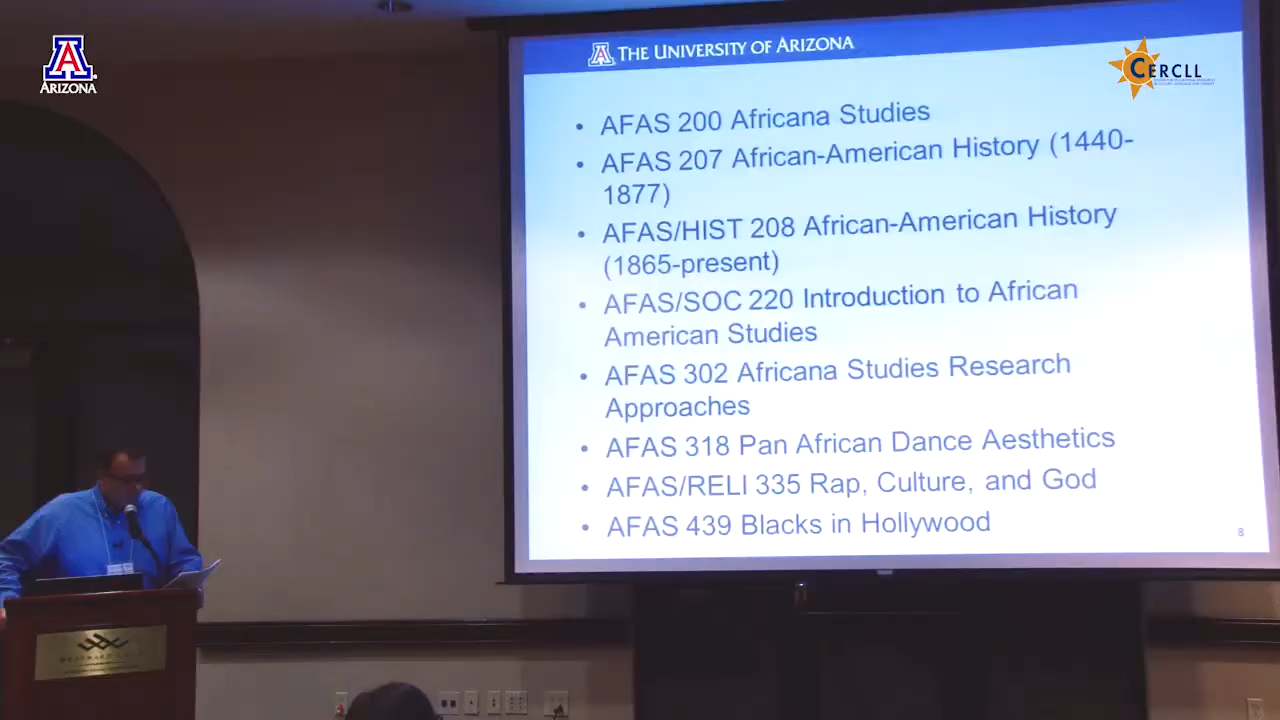 ARIZONA
THE UNIVERSITY OF ARIZONA
CERCLL
• AFAS 200 Africana Studies
• AFAS 207 African-American History (1440-
1877)
• AFAS/HIST 208 African-American History
(1865-present)
• AFAS/SOC 220 Introduction to African
American Studies
• AFAS 302 Africana Studies Research
Approaches
• AFAS 318 Pan African Dance Aesthetics
• AFAS/RELI 335 Rap, Culture, and God
• AFAS 439 Blacks in Hollywood
8